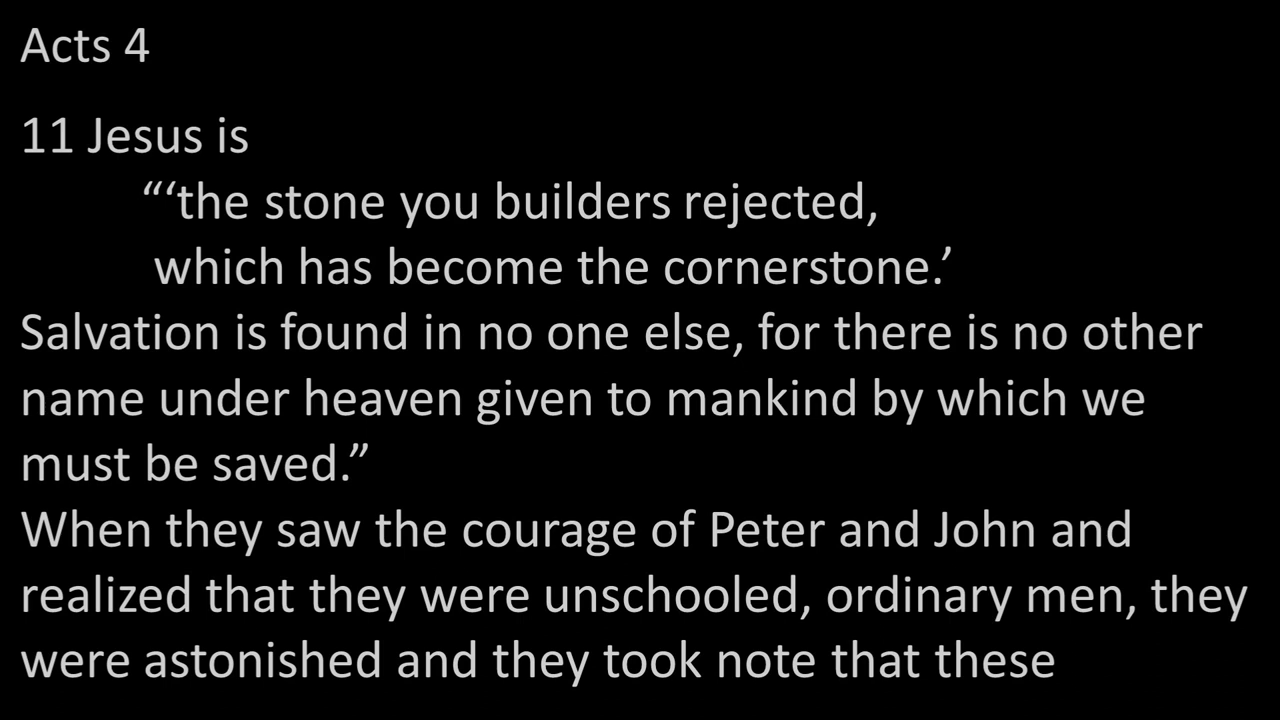 Acts 4
11 Jesus is
“‘the stone you builders rejected,
which has become the cornerstone.’
Salvation is found in no one else, for there is no other
name under heaven given to mankind by which we
must be saved.”
When they saw the courage of Peter and John and
realized that they were unschooled, ordinary men, they
were astonished and they took note that these